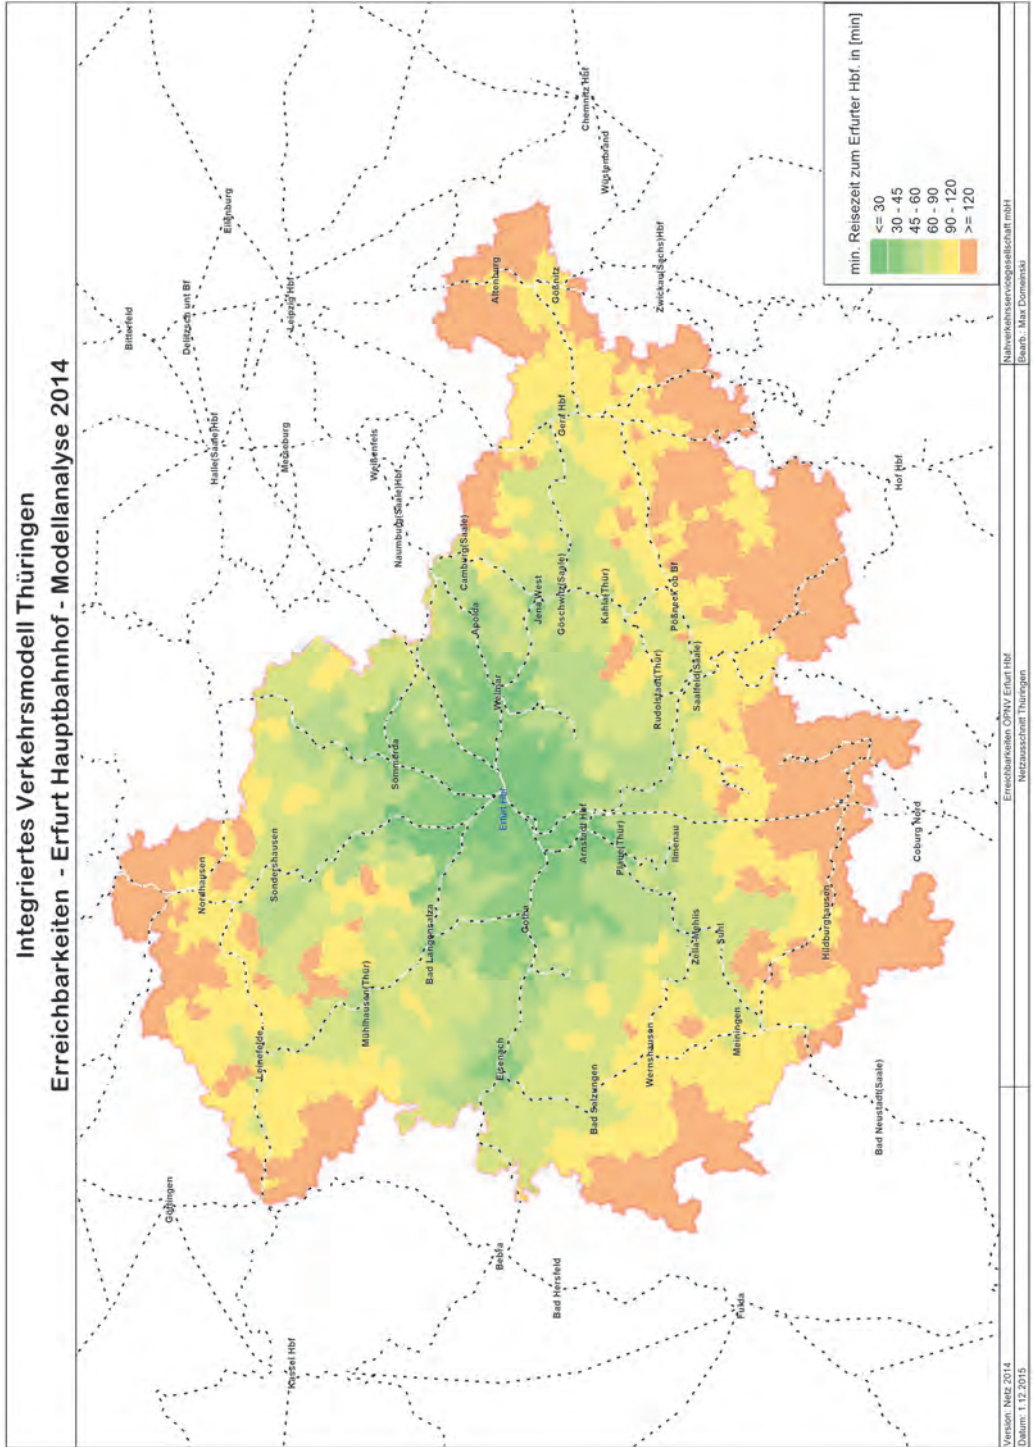 Integriertes Verkehrsmodell Thüringen
Erreichbarkeiten - Erfurt Hauptbahnhof - Modellanalyse 2014
Bitterfeld
Delitzsch unt Bf
Eilenburg
Halle(Saale)Hbf
Leipzig Hbf
Merseburg
Weißenfels
Naumburg(Saale)Hbf
Göttingen
Kassel Hbf
Nordhausen
Sondershausen
Leinefelde
Mühlhausen(Thür)
Bad Langensalza
Sömmerda
Camburg(Saale)
Apolda
Altenburg
Gößnitz
Chemnitz Hbf
Wüstenbrand
Zwickau(Sachs)Hbf
Bebra
Eisenach
Gotha
Erfurt Hbf
Weimar
Jena West
Göschwitz(Saale)
Gera Hbf
Bad Hersfeld
Bad Salzungen
Arnstadt Hbf
Plaue(Thür)
Kahla(Thür)
Wernshausen
Zella-Mehlis
Suhl
Ilmenau
Rudolstadt(Thür)
Saalfeld(Saale)
Pößneck ob Bf
Fulda
Meiningen
Hildburghausen
Bad Neustadt(Saale)
Coburg Nord
Hof Hbf
min. Reisezeit zum Erfurter Hbf. in [min]
<= 30
30 - 45
45 - 60
60 - 90
90 - 120
>= 120
Version: Netz 2014
Erreichbarkeiten ÖPNV Erfurt Hbf
Nahverkehrsservicegesellschaft mbH
Datum: 1.12.2015
Netzausschnitt Thüringen
Bearb.: Max Domeinski